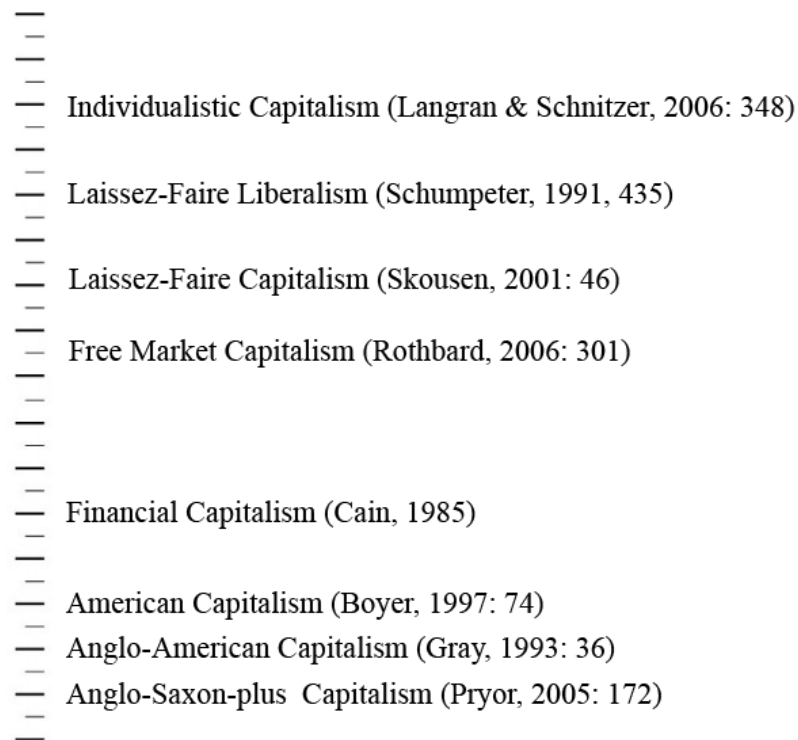 Individualistic Capitalism (Langran & Schnitzer, 2006: 348)
Laissez-Faire Liberalism (Schumpeter, 1991, 435)
Laissez-Faire Capitalism (Skousen, 2001: 46)
Free Market Capitalism (Rothbard, 2006: 301)
Financial Capitalism (Cain, 1985)
American Capitalism (Boyer, 1997: 74)
Anglo-American Capitalism (Gray, 1993: 36)
Anglo-Saxon-plus Capitalism (Pryor, 2005: 172)